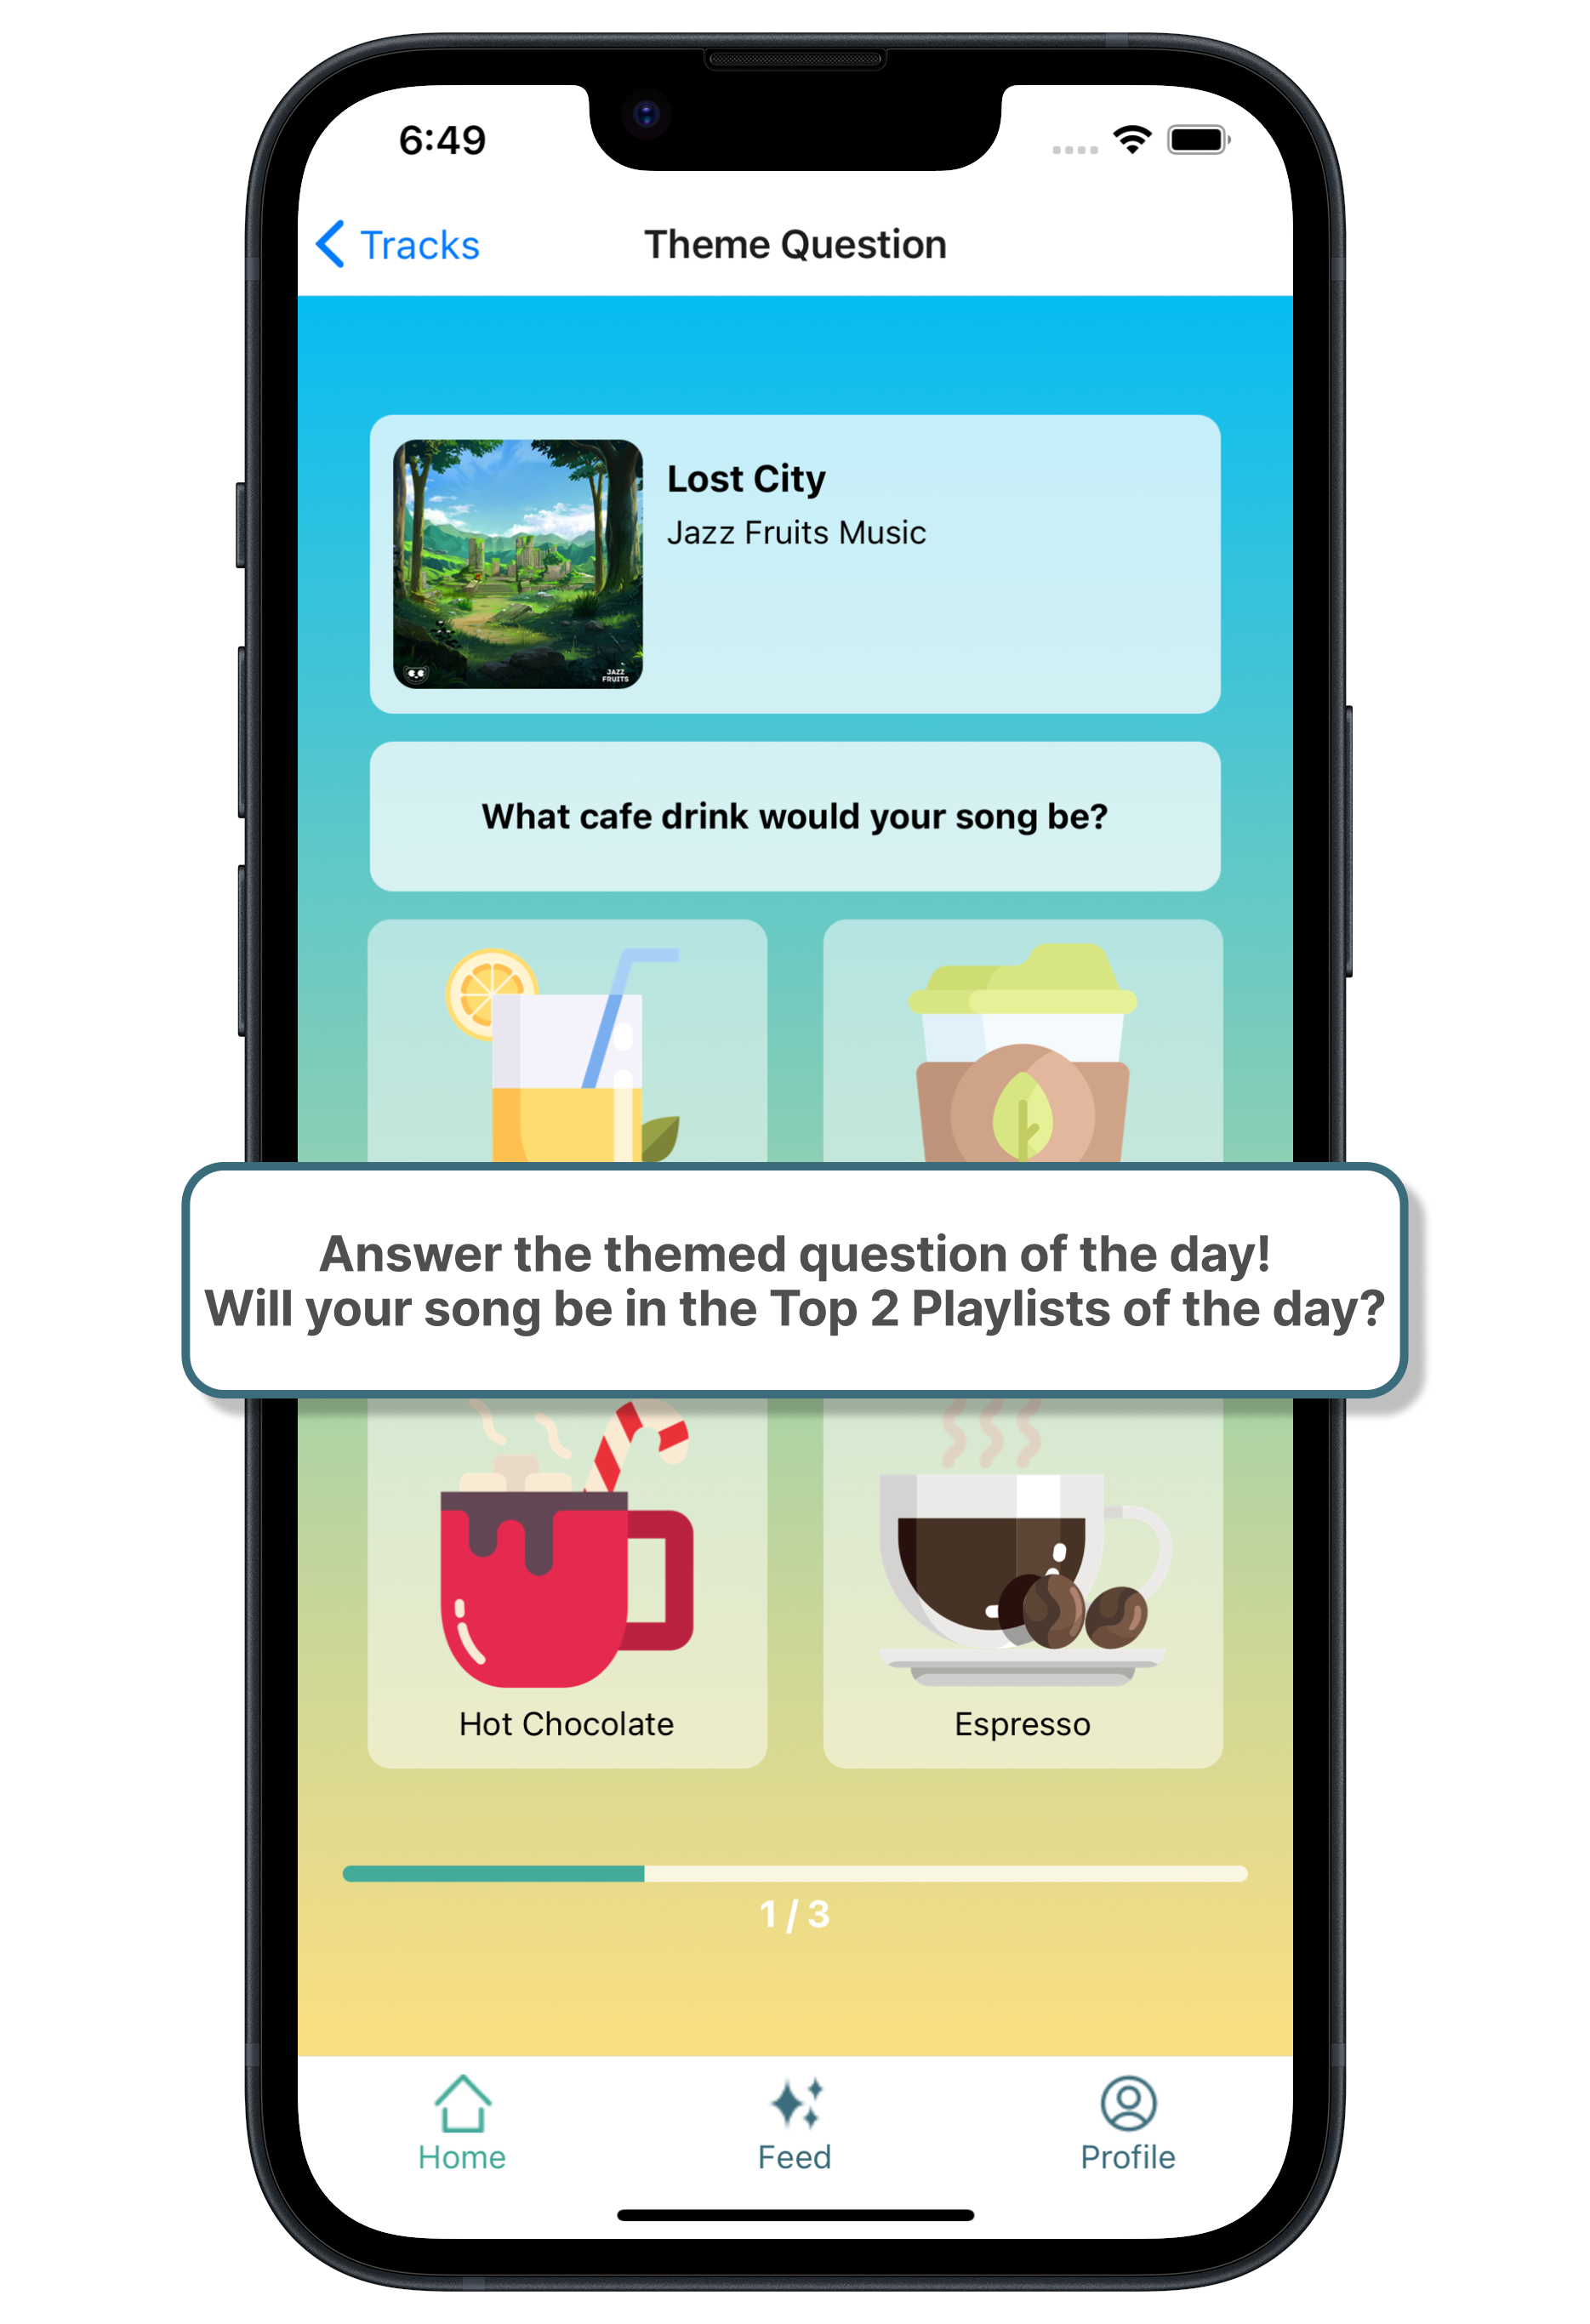 6:49
Tracks
Theme Question
Lost City
Jazz Fruits Music
JAZZ
FRUITS
What cafe drink would your song be?
Answer the themed question of the day!
Will your song be in the Top 2 Playlists of the day?
Hot Chocolate
Espresso
1 / 3
Home
Feed
Profile